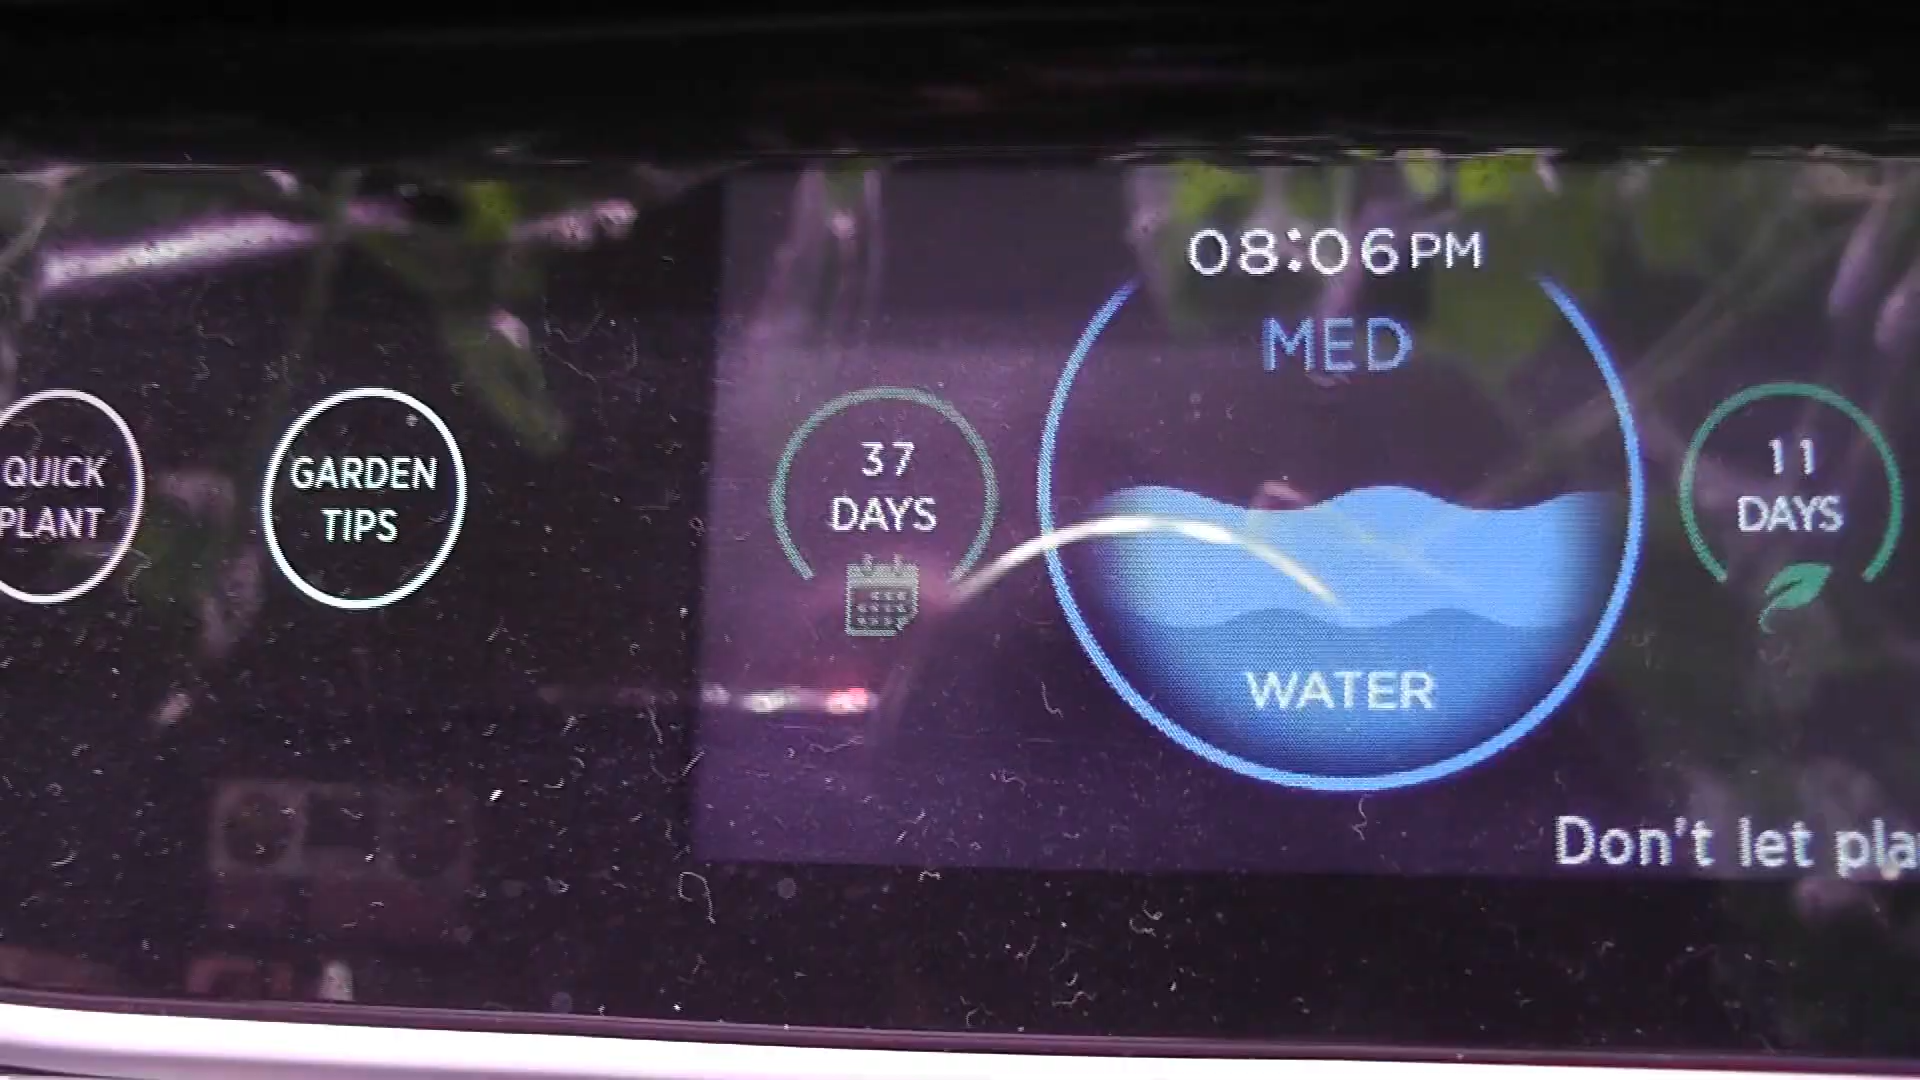 QUICK
PLANT
GARDEN
TIPS
37
DAYS
08:06PM
MED
WATER
11
DAYS
Don't let